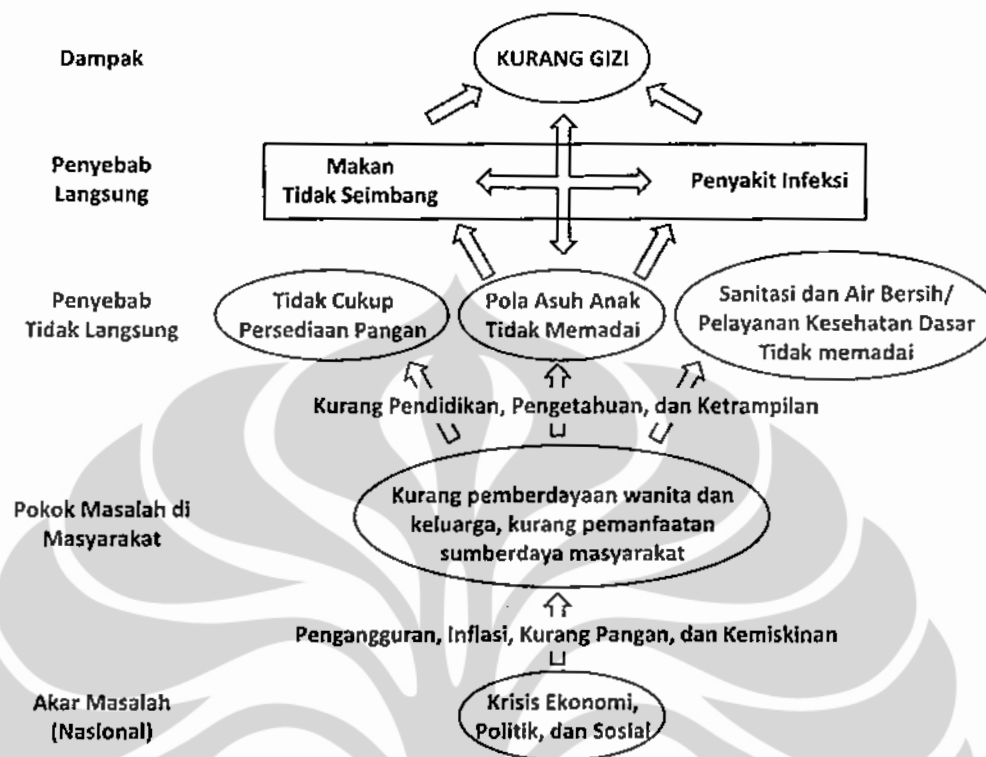 Dampak
KURANG GIZI
Penyebab
Langsung
Makan
Tidak Seimbang
Penyakit Infeksi
Penyebab
Tidak Langsung
Tidak Cukup
Persediaan Pangan
Pola Asuh Anak
Tidak Memadai
Sanitasi dan Air Bersih/
Pelayanan Kesehatan Dasar
Tidak memadai
Kurang Pendidikan, Pengetahuan, dan Ketrampilan
Pokok Masalah di
Masyarakat
Kurang pemberdayaan wanita dan
keluarga, kurang pemanfaatan
sumberdaya masyarakat
Pengangguran, Inflasi, Kurang Pangan, dan Kemiskinan
Akar Masalah
(Nasional)
Krisis Ekonomi,
Politik, dan Sosial